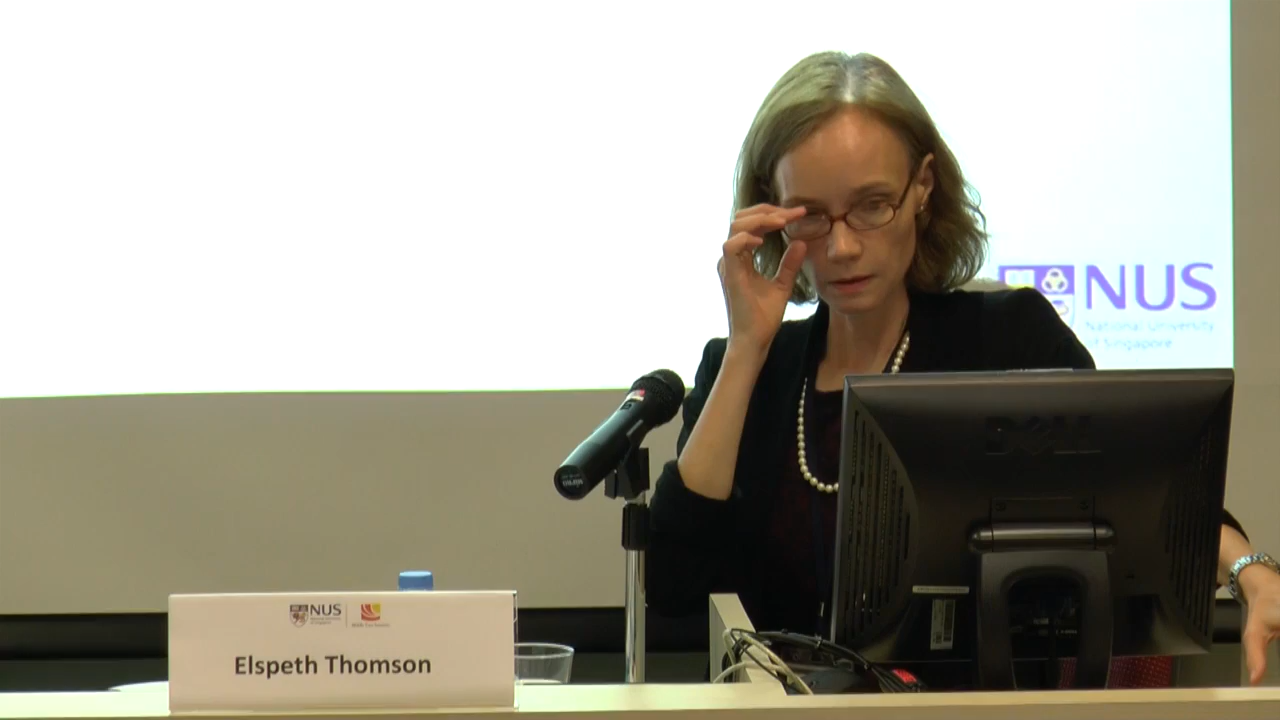 NUS
National University
of Singapore
DELL
NUS
Elspeth Thomson